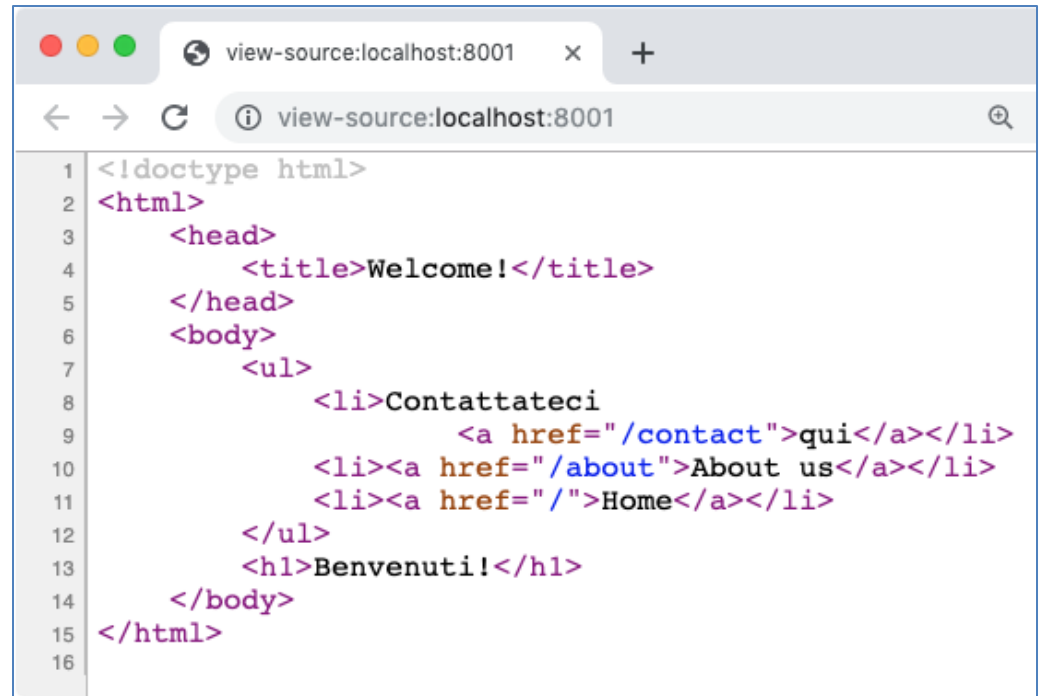 view-source:localhost:8001
view-source:localhost:8001
1 <!doctype html>
2 <html>
3 <head>
4 <title>Welcome!</title>
5 </head>
6 <body>
7 <ul>
8 <li>Contattateci
9 <a href="/contact">qui</a></li>
10 <li><a href="/about">About us</a></li>
11 <li><a href="/">Home</a></li>
12 </ul>
13 <h1>Benvenuti!</h1>
14 </body>
15 </html>
16